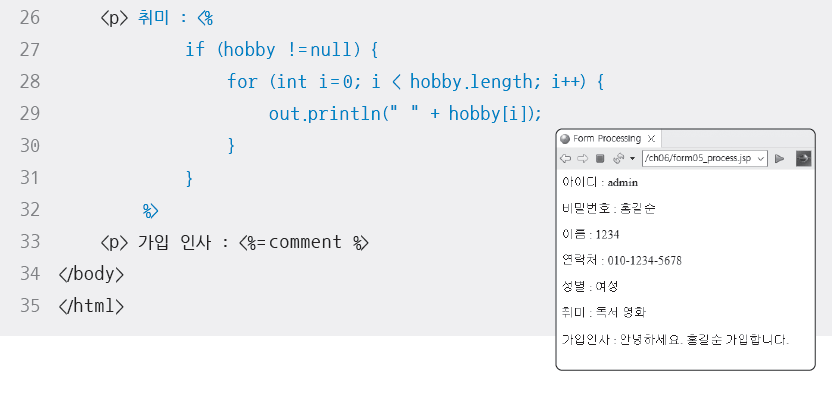 26 <p> 취미 : <%
27 if (hobby !=null) {
28 for (int i=0; i < hobby.length; i++) {
29 out.println(" " + hobby[i]);
30 }
31 }
32 %>
33 <p> 가입 인사 : <%=comment %>
34 </body>
35 </html>
Form Processing
/ch06/form05_process.jsp
아이디 : admin
비밀번호 : 홍길순
이름 : 1234
연락처 : 010-1234-5678
성별 : 여성
취미 : 독서 영화
가입인사 : 안녕하세요. 홍길순 가입합니다.